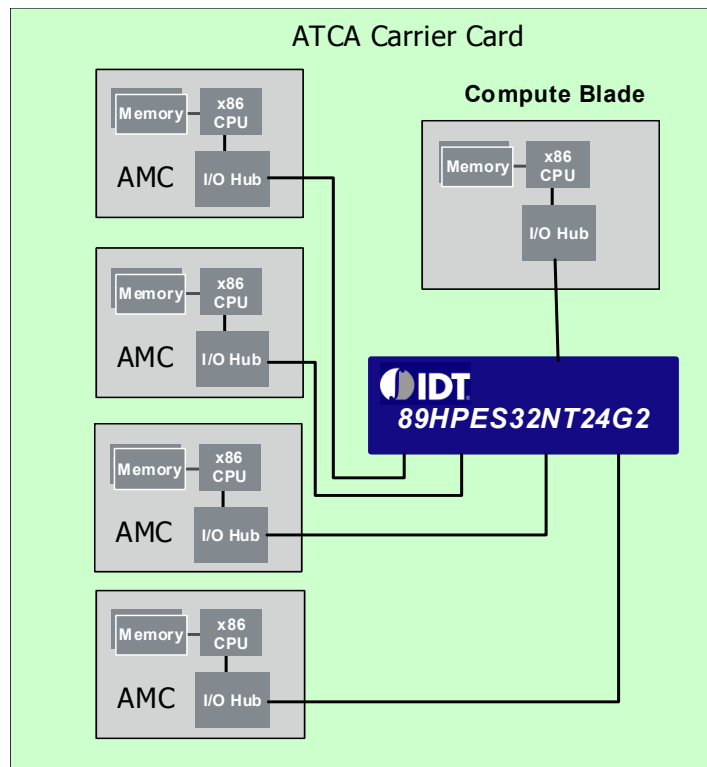 ATCA Carrier Card
Compute Blade
Memory
x86
CPU
AMC
I/O Hub
Memory
x86
CPU
I/O Hub
Memory
x86
CPU
AMC
I/O Hub
IDT
89HPES32NT24G2
Memory
x86
CPU
AMC
I/O Hub
Memory
x86
CPU
AMC
I/O Hub